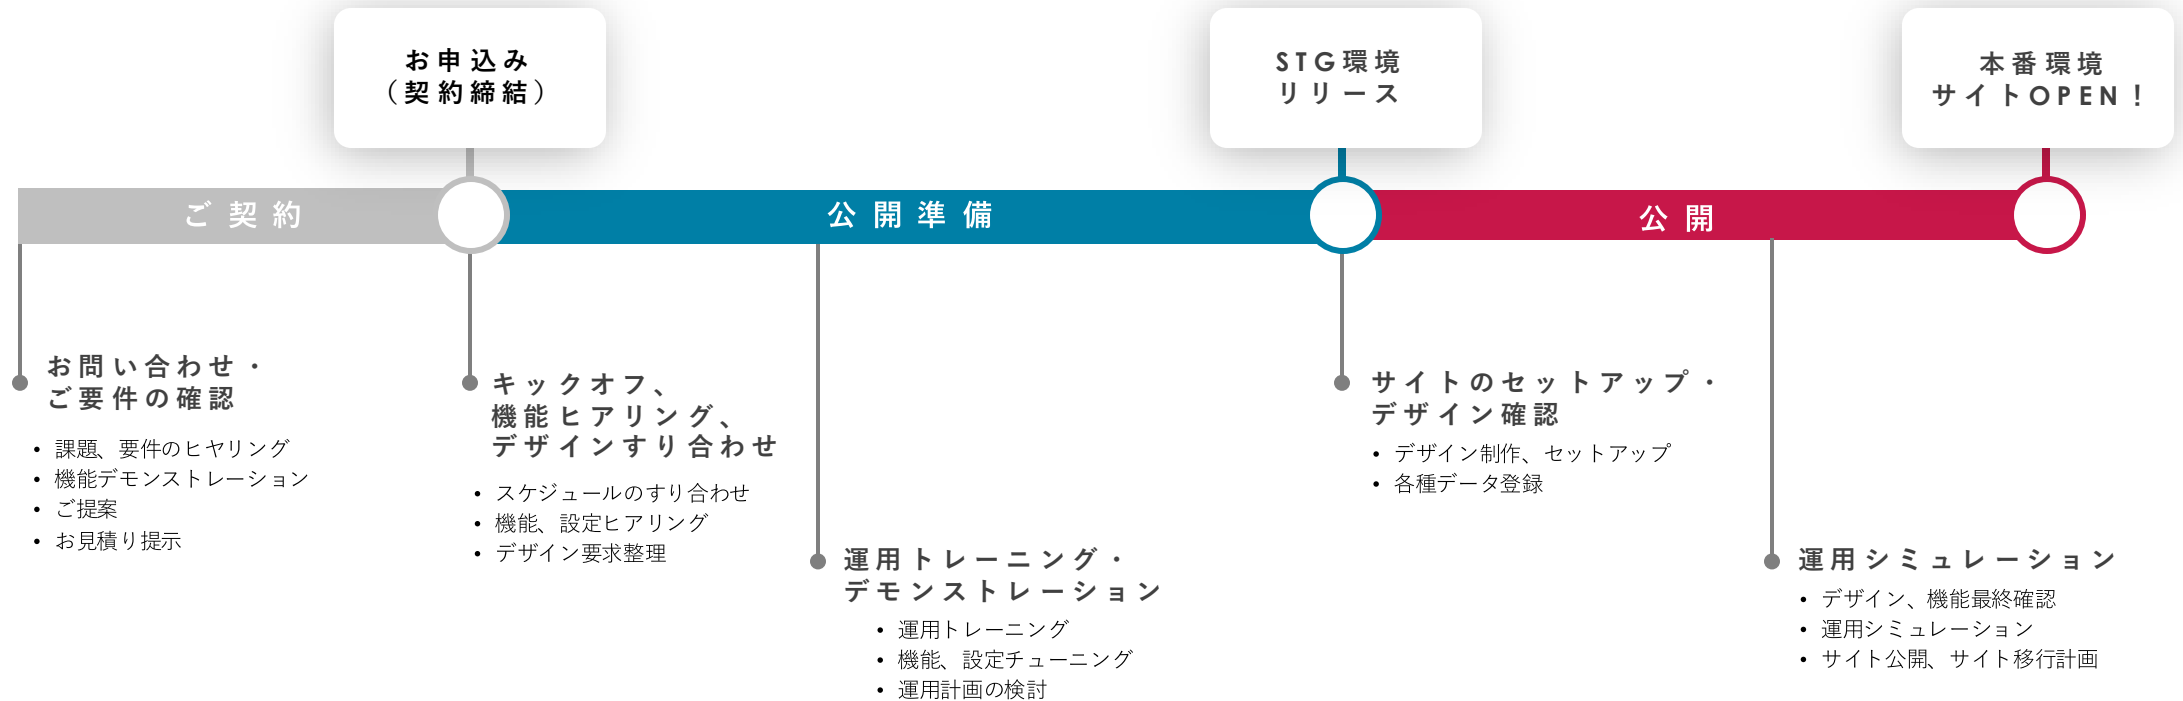 お申込み
（契約締結）
STG環境
リリース
本番環境
サイトOPEN！
ご契約
公開準備
公開
お問い合わせ・
ご要件の確認
• 課題、要件のヒヤリング
• 機能デモンストレーション
• ご提案
• お見積り提示
キックオフ、
機能ヒアリング、
デザインすり合わせ
• スケジュールのすり合わせ
• 機能、設定ヒアリング
• デザイン要求整理
運用トレーニング・
デモンストレーション
• 運用トレーニング
• 機能、設定チューニング
• 運用計画の検討
サイトのセットアップ・
デザイン確認
• デザイン制作、セットアップ
• 各種データ登録
運用シミュレーション
• デザイン、機能最終確認
• 運用シミュレーション
• サイト公開、サイト移行計画